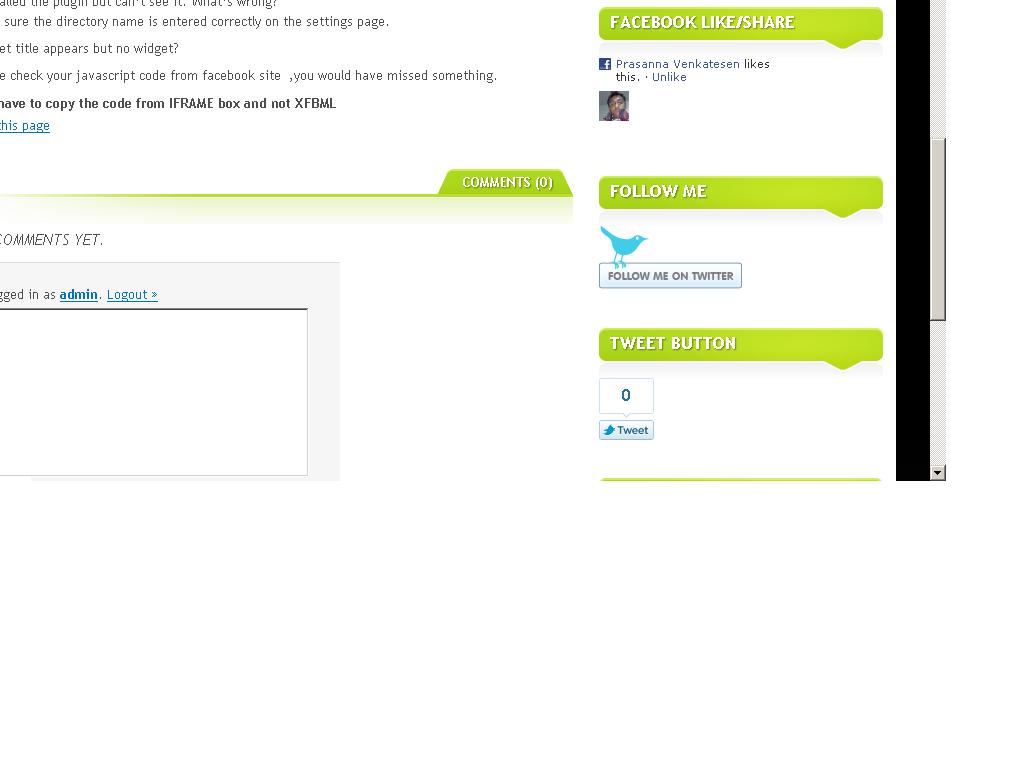 the plugin but can't see it. What's wrong?
sure the directory name is entered correctly on the settings page.
title appears but no widget?
check your javascript code from facebook site ,you would have missed something.
have to copy the code from IFRAME box and not XFBML
this page
COMMENTS (0)
COMMENTS YET.
in as admin. Logout »
FACEBOOK LIKE/SHARE
Prasanna Venkatesen likes
this. · Unlike
FOLLOW ME
FOLLOW ME ON TWITTER
TWEET BUTTON
0
Tweet